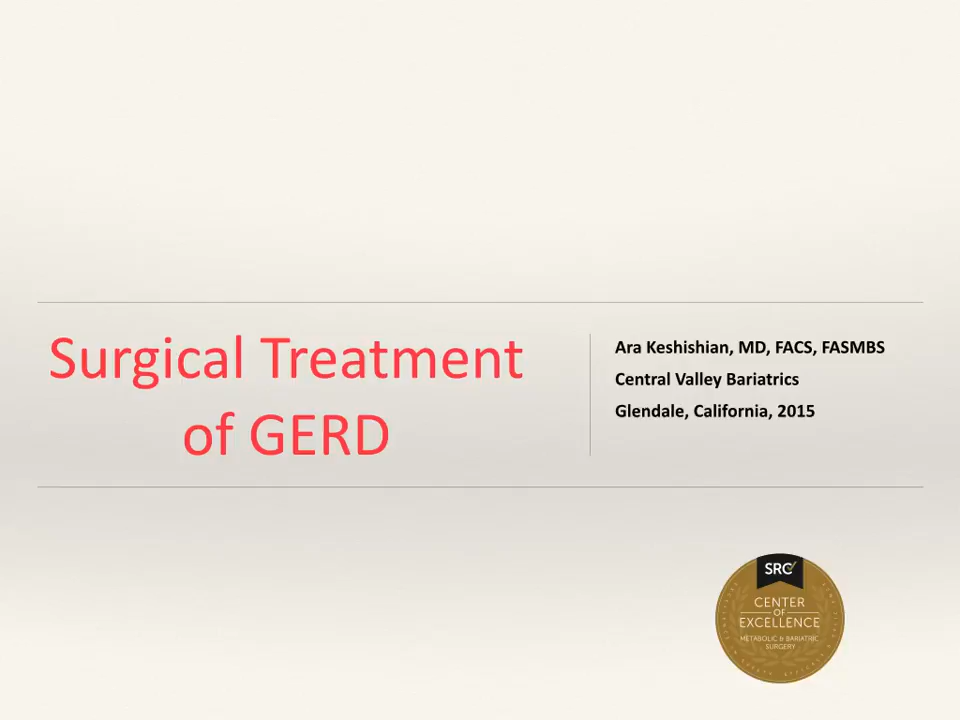 Surgical Treatment
of GERD
Ara Keshishian, MD, FACS, FASMBS
Central Valley Bariatrics
Glendale, California, 2015
SRC
CENTER
OF
EXCELLENCE
METABOLIC & BARIATRIC
SURGERY